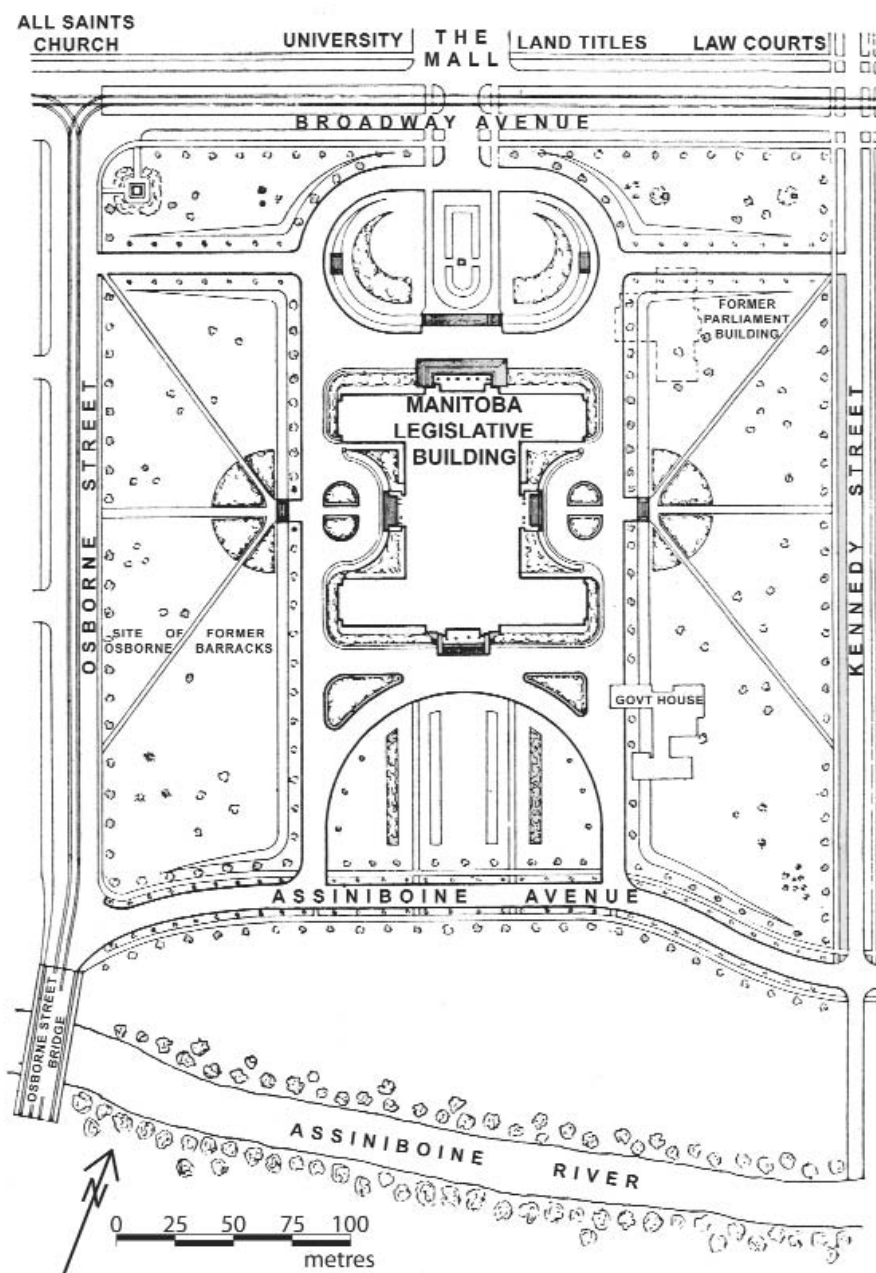 ALL SAINTS
CHURCH
UNIVERSITY
THE
MALL
LAND TITLES
LAW COURTS
BROADWAY AVENUE
FORMER
PARLIAMENT
BUILDING
MANITOBA
LEGISLATIVE
BUILDING
OSBORNE STREET
KENNEDY STREET
SITE OF FORMER
OSBORNE BARRACKS
GOVT HOUSE
ASSINIBOINE AVENUE
OSBORNE STREET
BRIDGE
ASSINIBOINE RIVER
N
0 25 50 75 100
metres